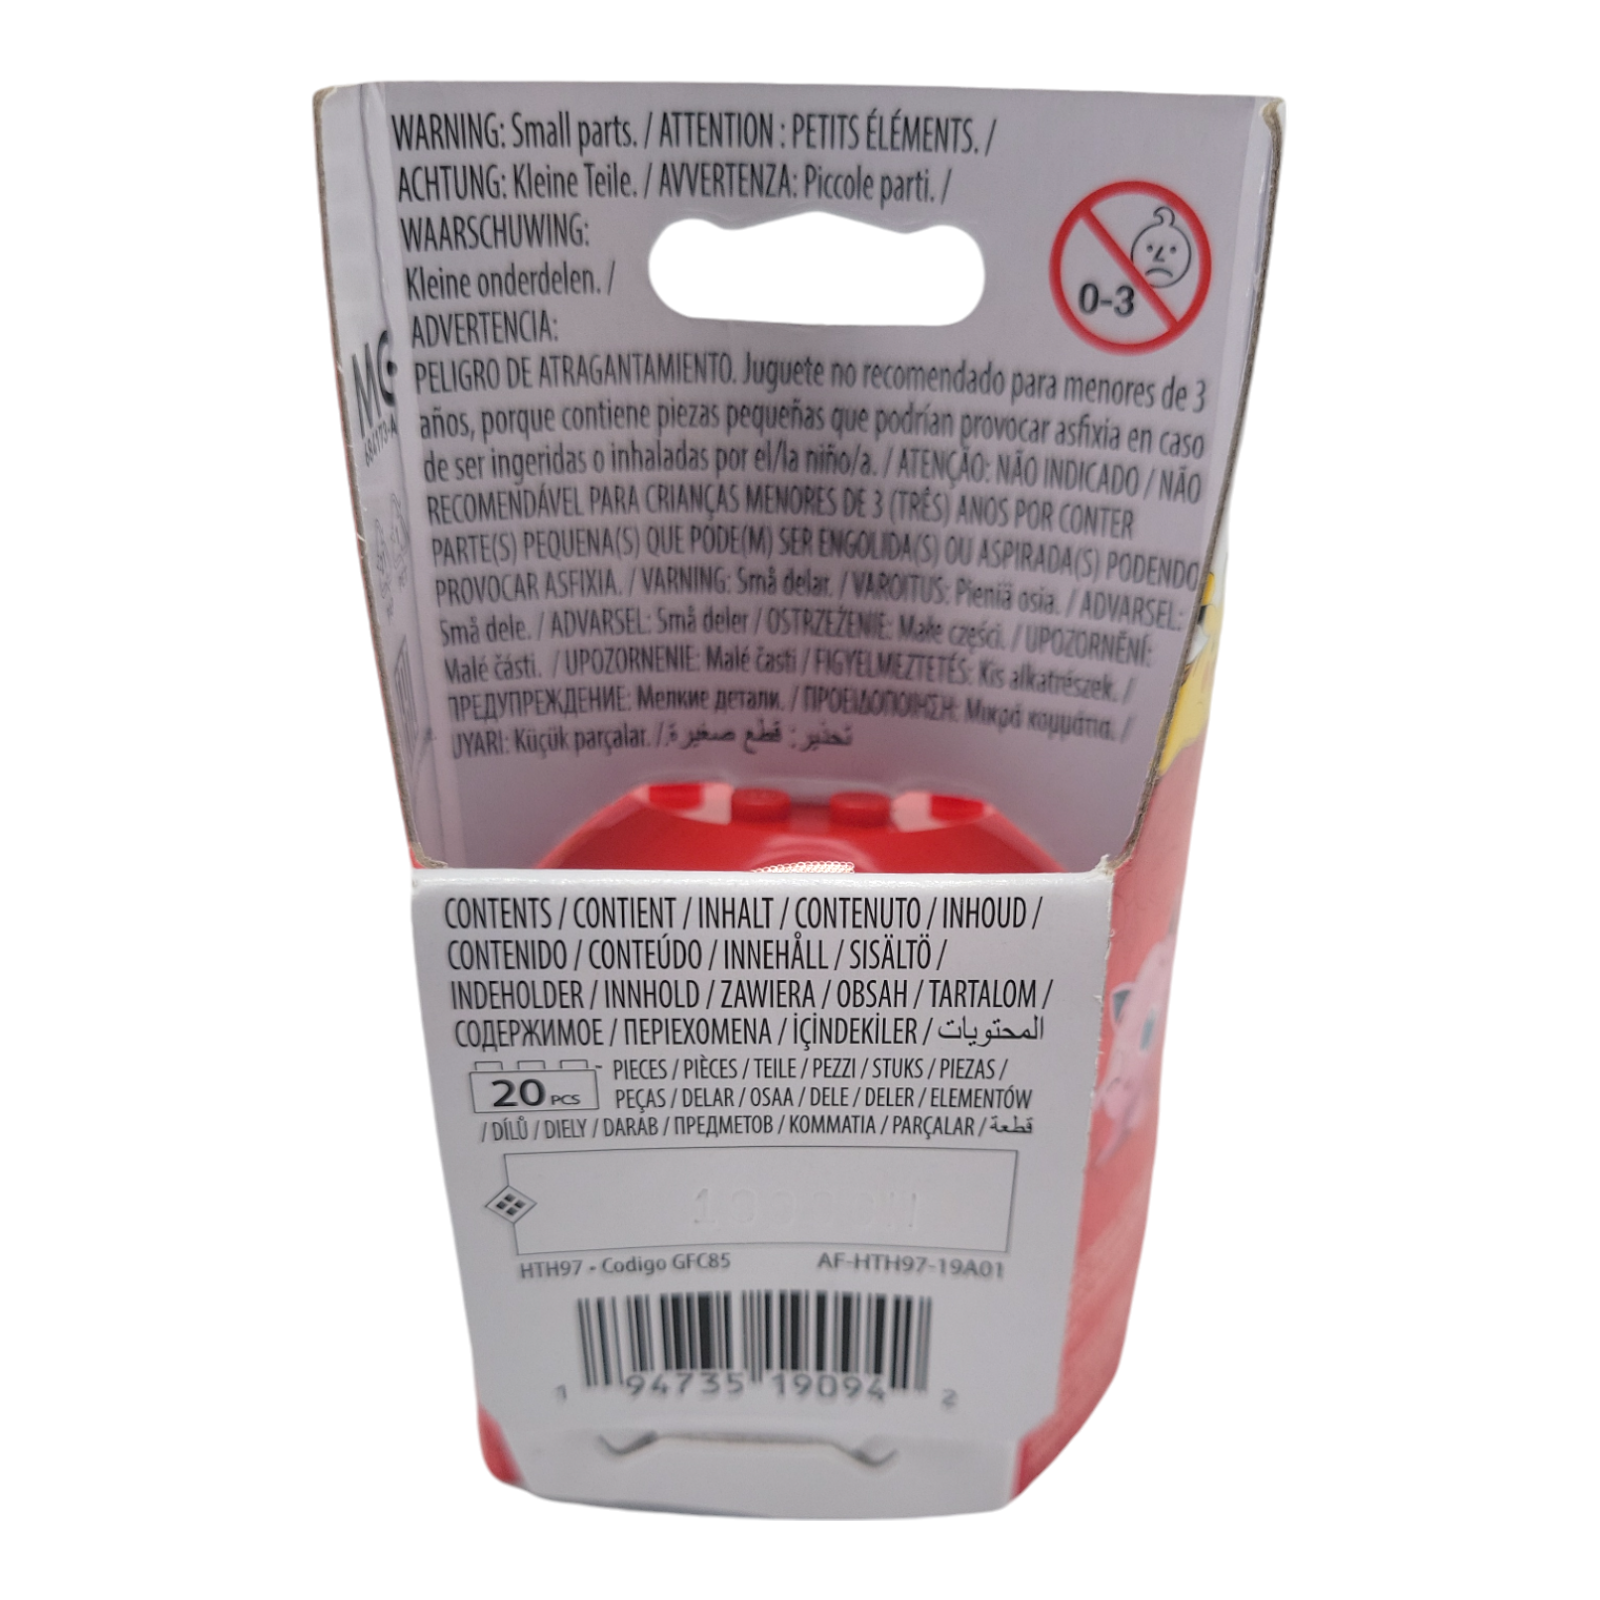 WARNING: Small parts. / ATTENTION : PETITS ÉLÉMENTS. /
ACHTUNG: Kleine Teile. / AVVERTENZA: Piccole parti. /
WAARSCHUWING:
Kleine onderdelen. /
ADVERTENCIA:
0-3
PELIGRO DE ATRAGANTAMIENTO. Juguete no recomendado para menores de 3
años, porque contiene piezas pequeñas que podrían provocar asfixia en caso
de ser ingeridas o inhaladas por el/la niño/a. / ATENÇÃO: NÃO INDICADO / NÃO
RECOMENDÁVEL PARA CRIANÇAS MENORES DE 3 (TRÊS) ANOS POR CONTER
PARTE(S) PEQUENA(S) QUE PODE(M) SER ENGOLIDA(S) OU ASPIRADA(S) PODENDO
PROVOCAR ASFIXIA. / VARNING: Små delar. / VAROITUS: Pieniä osia. / ADVARSEL:
Små dele. / ADVARSEL: Små deler / OSTRZEŻENIE: Małe części. / UPOZORNĚNÍ:
Malé části. / UPOZORNENIE: Malé časti / FIGYELMEZTETÉS: Kis alkatrészek. /
ПРЕДУПРЕЖДЕНИЕ: Мелкие детали. / ΠΡΟΕΙΔΟΠΟΙΗΣΗ: Μικρά κομμάτια. /
UYARI: Küçük parçalar. / تحذير: قطع صغيرة.
CONTENTS / CONTIENT / INHALT / CONTENUTO / INHOUD /
CONTENIDO / CONTEÚDO / INNEHÅLL / SISÄLTÖ /
INDEHOLDER / INNHOLD / ZAWIERA / OBSAH / TARTALOM /
СОДЕРЖИМОЕ / ΠΕΡΙΕΧΟΜΕΝΑ / İÇİNDEKİLER / المحتويات
20 PCS
PIECES / PIÈCES / TEILE / PEZZI / STUKS / PIEZAS /
PEÇAS / DELAR / OSAA / DELE / DELER / ELEMENTÓW
/ DÍLŮ / DIELY / DARAB / ПРЕДМЕТОВ / ΚΟΜΜΑΤΙΑ / PARÇALAR / قطعة
HTH97 - Codigo GFC85 AF-HTH97-19A01
1 94735 19094 2